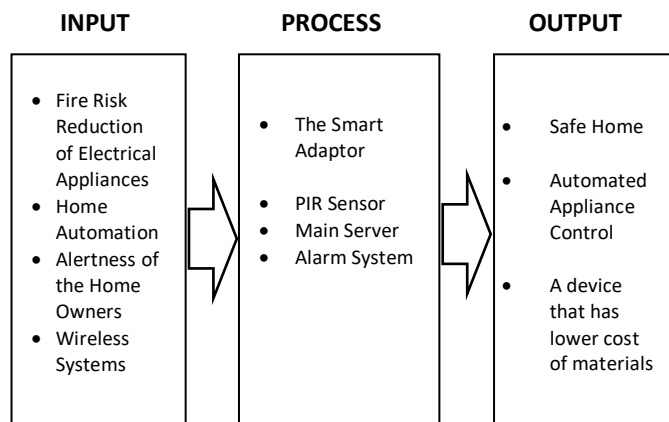 INPUT
• Fire Risk
Reduction
of Electrical
Appliances
• Home
Automation
• Alertness of
the Home
Owners
• Wireless
Systems
PROCESS
• The Smart
Adaptor
• PIR Sensor
• Main Server
• Alarm System
OUTPUT
• Safe Home
• Automated
Appliance
Control
• A device
that has
lower cost
of materials